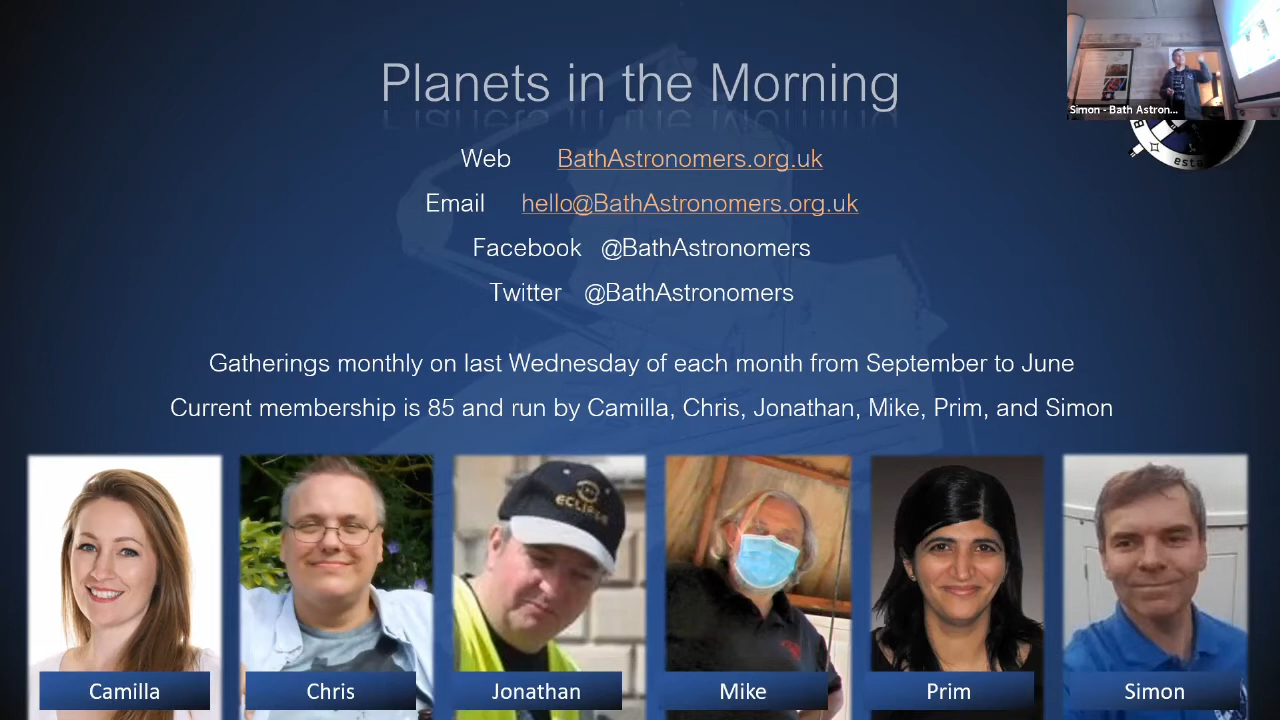 Planets in the Morning
Simon - Bath Astron...
Web BathAstronomers.org.uk
esta
Email hello@BathAstronomers.org.uk
Facebook @BathAstronomers
Twitter @BathAstronomers
Gatherings monthly on last Wednesday of each month from September to June
Current membership is 85 and run by Camilla, Chris, Jonathan, Mike, Prim, and Simon
ECLIPSE
Camilla
Chris
Jonathan
Mike
Prim
Simon